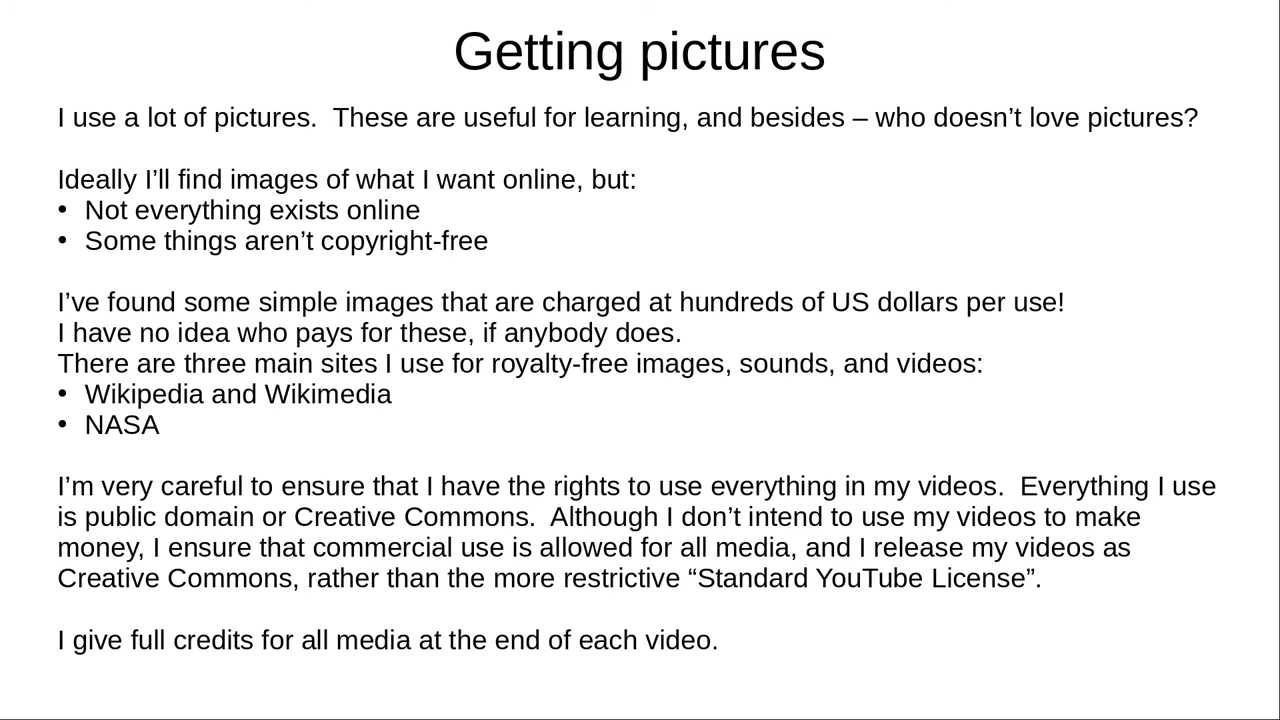 Getting pictures
I use a lot of pictures.  These are useful for learning, and besides – who doesn’t love pictures?
Ideally I’ll find images of what I want online, but:
• Not everything exists online
• Some things aren’t copyright-free
I’ve found some simple images that are charged at hundreds of US dollars per use!
I have no idea who pays for these, if anybody does.
There are three main sites I use for royalty-free images, sounds, and videos:
• Wikipedia and Wikimedia
• NASA
I’m very careful to ensure that I have the rights to use everything in my videos.  Everything I use
is public domain or Creative Commons.  Although I don’t intend to use my videos to make
money, I ensure that commercial use is allowed for all media, and I release my videos as
Creative Commons, rather than the more restrictive “Standard YouTube License”.
I give full credits for all media at the end of each video.